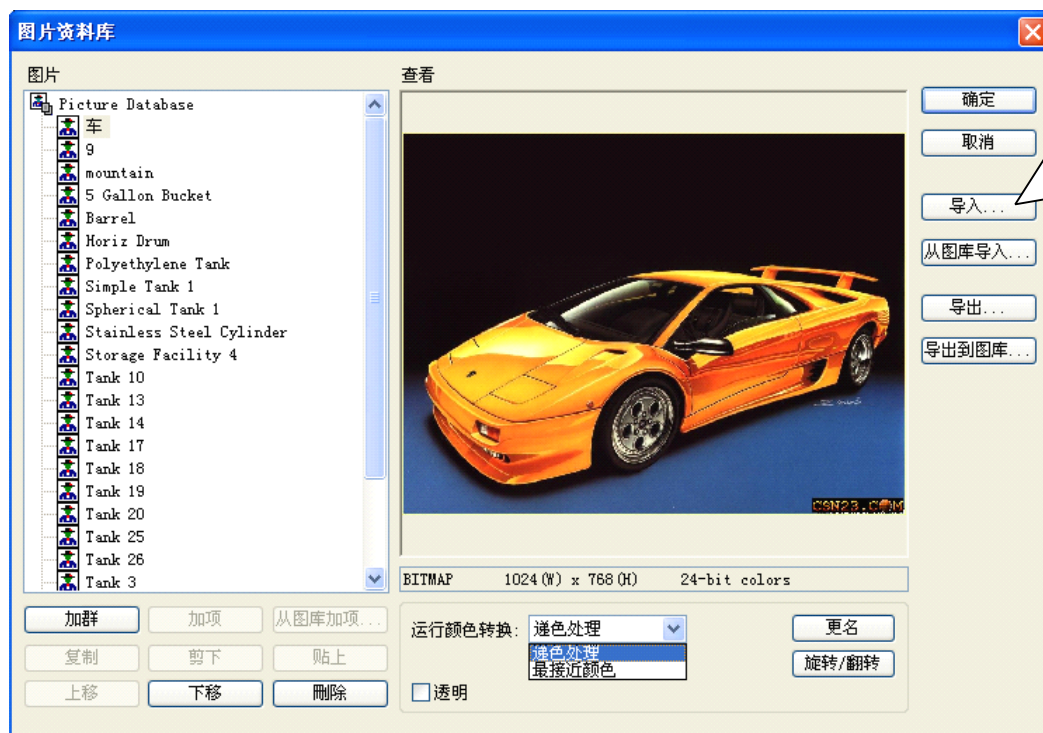 图片资料库
图片
Picture Database
车
9
mountain
5 Gallon Bucket
Barrel
Horiz Drum
Polyethylene Tank
Simple Tank 1
Spherical Tank 1
Stainless Steel Cylinder
Storage Facility 4
Tank 10
Tank 13
Tank 14
Tank 17
Tank 18
Tank 19
Tank 20
Tank 25
Tank 26
Tank 3
加群
加项
从图库加项...
复制
剪下
贴上
上移
下移
刪除
查看
BITMAP 1024(W) x 768(H) 24-bit colors
运行颜色转换: 递色处理
递色处理
最接近颜色
透明
更名
旋转/翻转
确定
取消
导入...
从图库导入...
导出...
导出到图库...